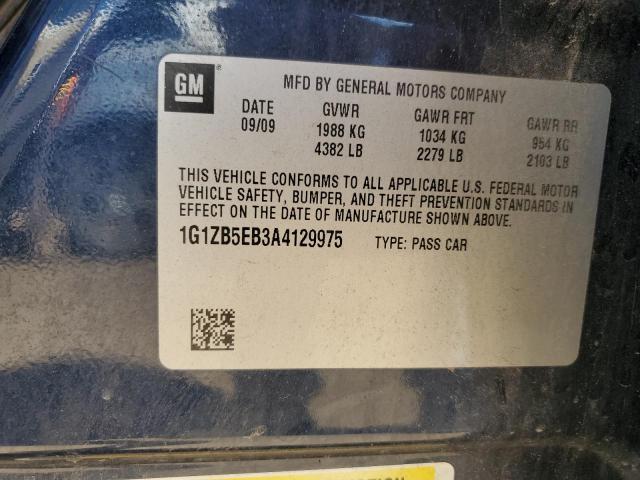 GM
MFD BY GENERAL MOTORS COMPANY
DATE GVWR GAWR FRT GAWR RR
09/09 1988 KG 1034 KG 954 KG
4382 LB 2279 LB 2103 LB
THIS VEHICLE CONFORMS TO ALL APPLICABLE U.S. FEDERAL MOTOR
VEHICLE SAFETY, BUMPER, AND THEFT PREVENTION STANDARDS IN
EFFECT ON THE DATE OF MANUFACTURE SHOWN ABOVE.
1G1ZB5EB3A4129975 TYPE: PASS CAR